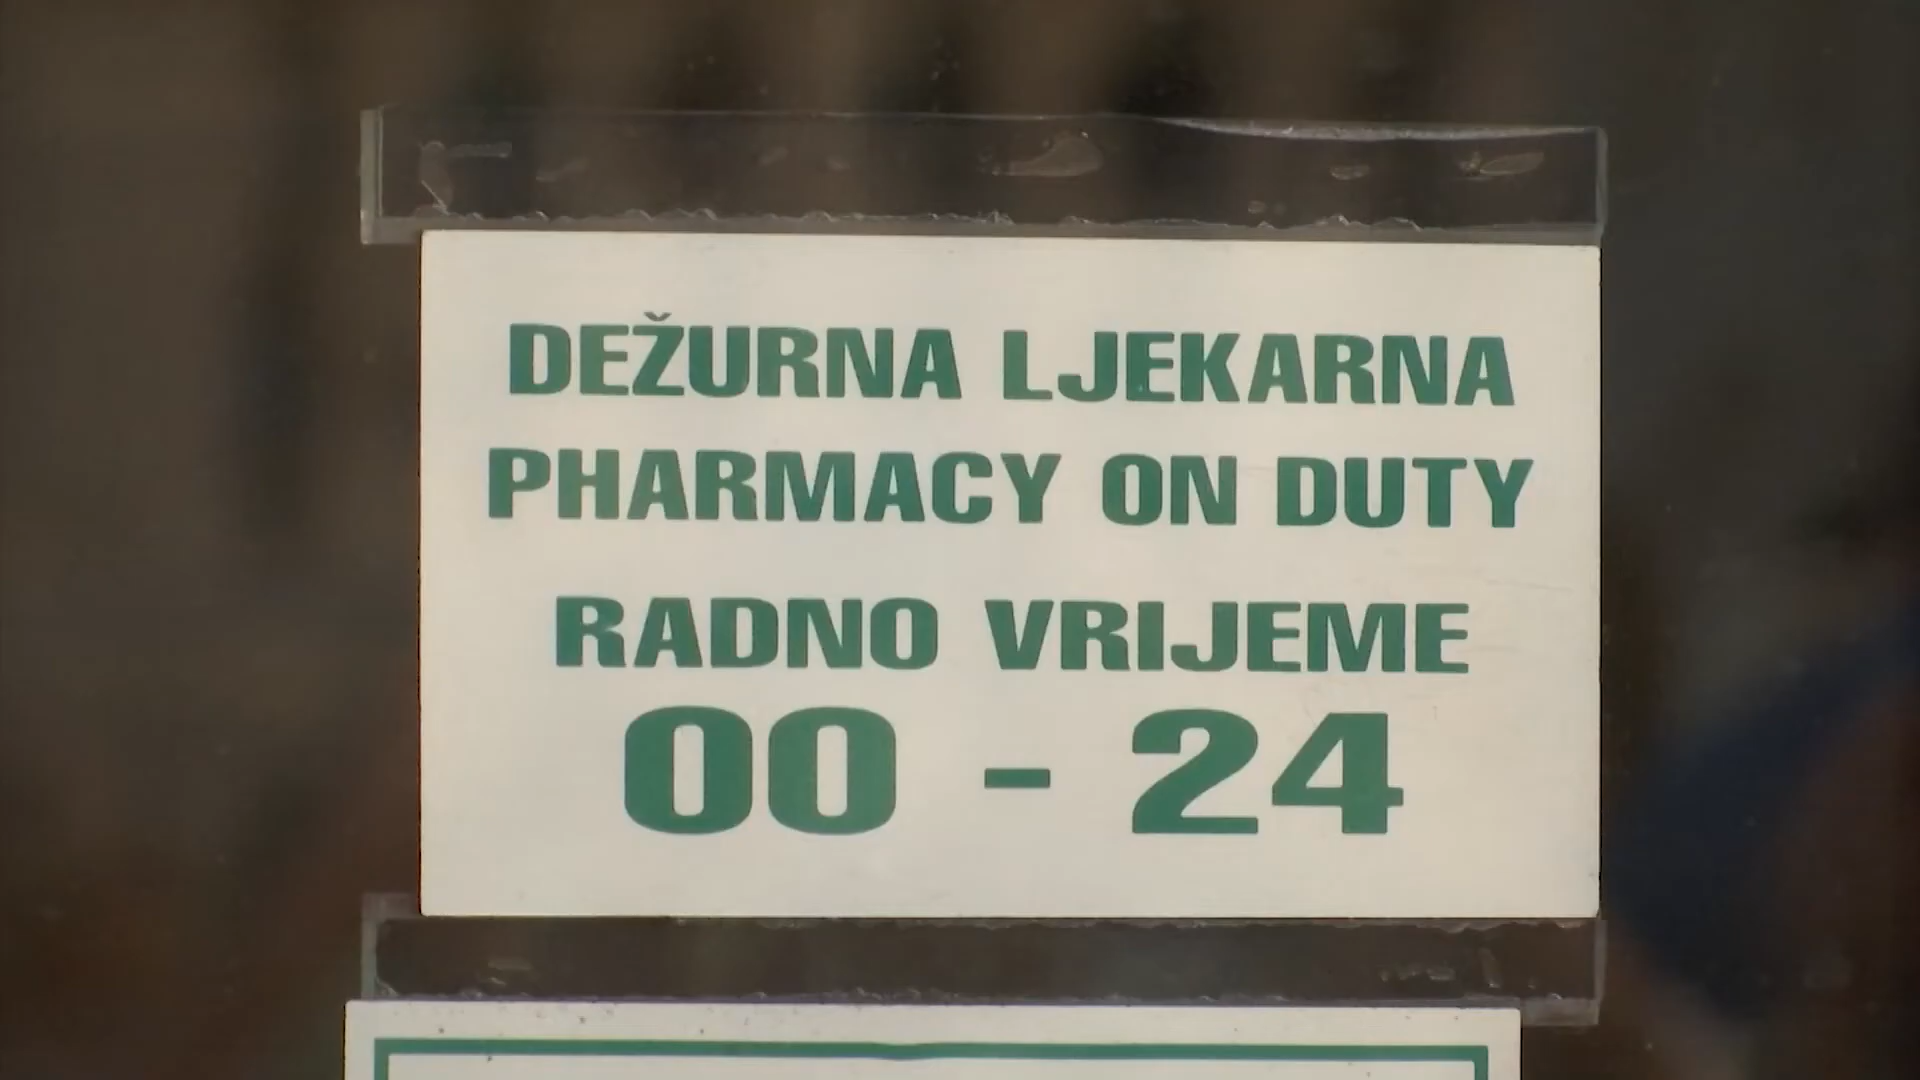 DEŽURNA LJEKARNA
PHARMACY ON DUTY
RADNO VRIJEME
00 - 24